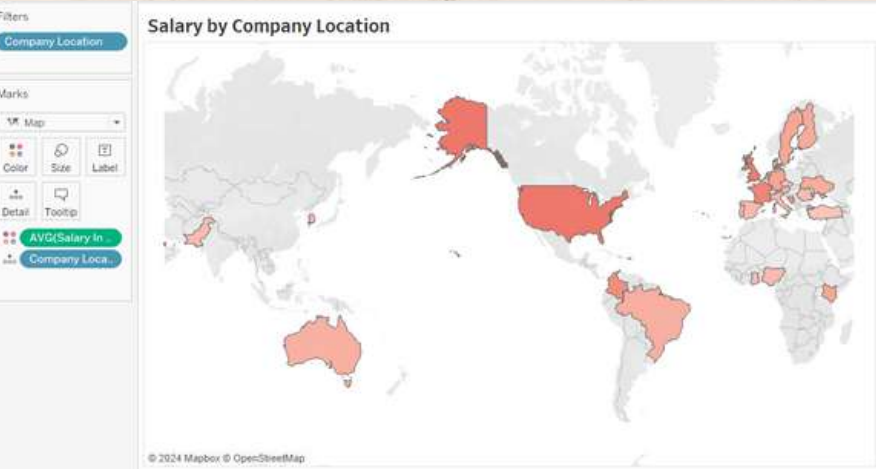 Filters
Company Location
Marks
Map
Color
Size
Label
Detail
Tooltip
AVG(Salary In ..
Company Loca..
Salary by Company Location
© 2024 Mapbox © OpenStreetMap